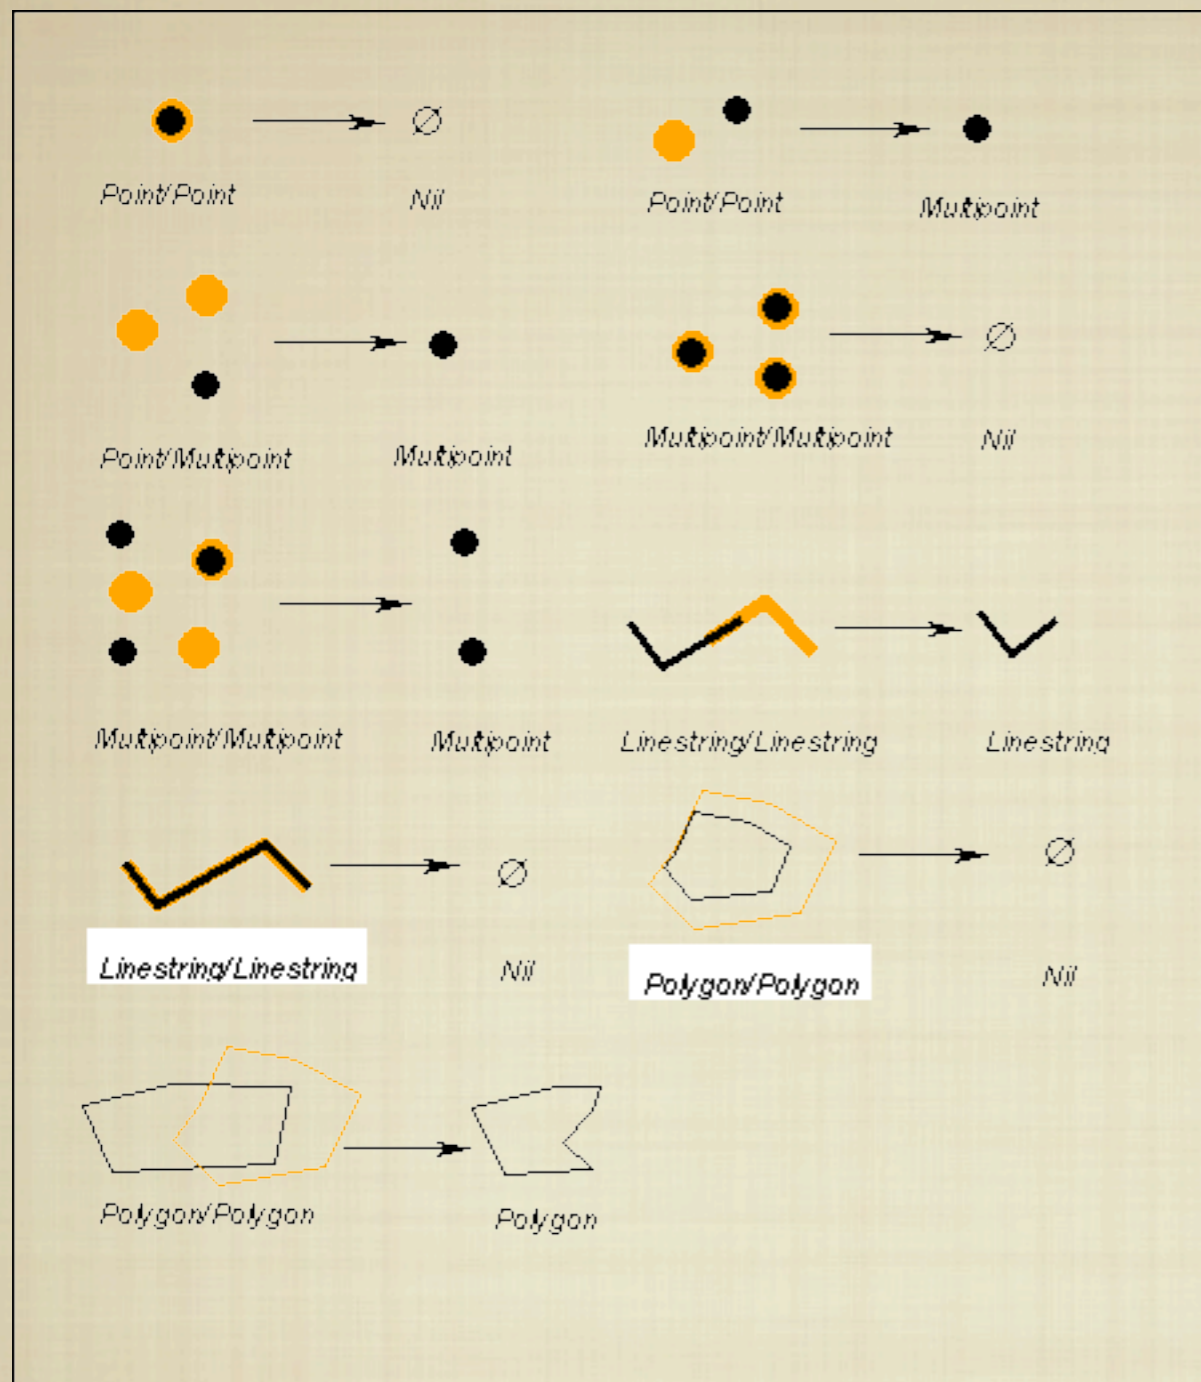 Point/Point
Nil
Point/Point
Multipoint
Point/Multipoint
Multipoint
Multipoint/Multipoint
Nil
Multipoint/Multipoint
Multipoint
Linestring/Linestring
Linestring
Linestring/Linestring
Nil
Polygon/Polygon
Nil
Polygon/Polygon
Polygon